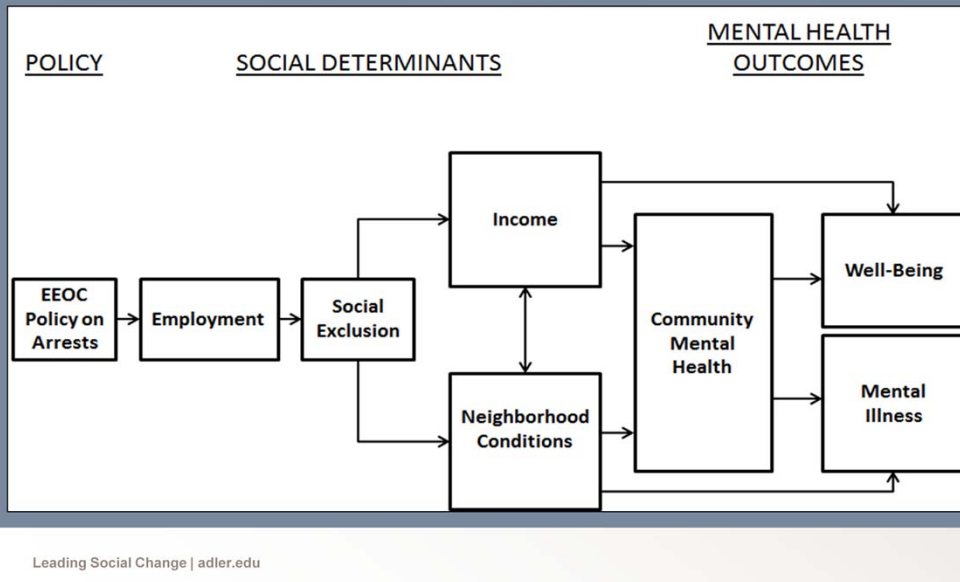 POLICY
SOCIAL DETERMINANTS
MENTAL HEALTH
OUTCOMES
EEOC
Policy on
Arrests
Employment
Social
Exclusion
Income
Neighborhood
Conditions
Community
Mental
Health
Well-Being
Mental
Illness
Leading Social Change | adler.edu